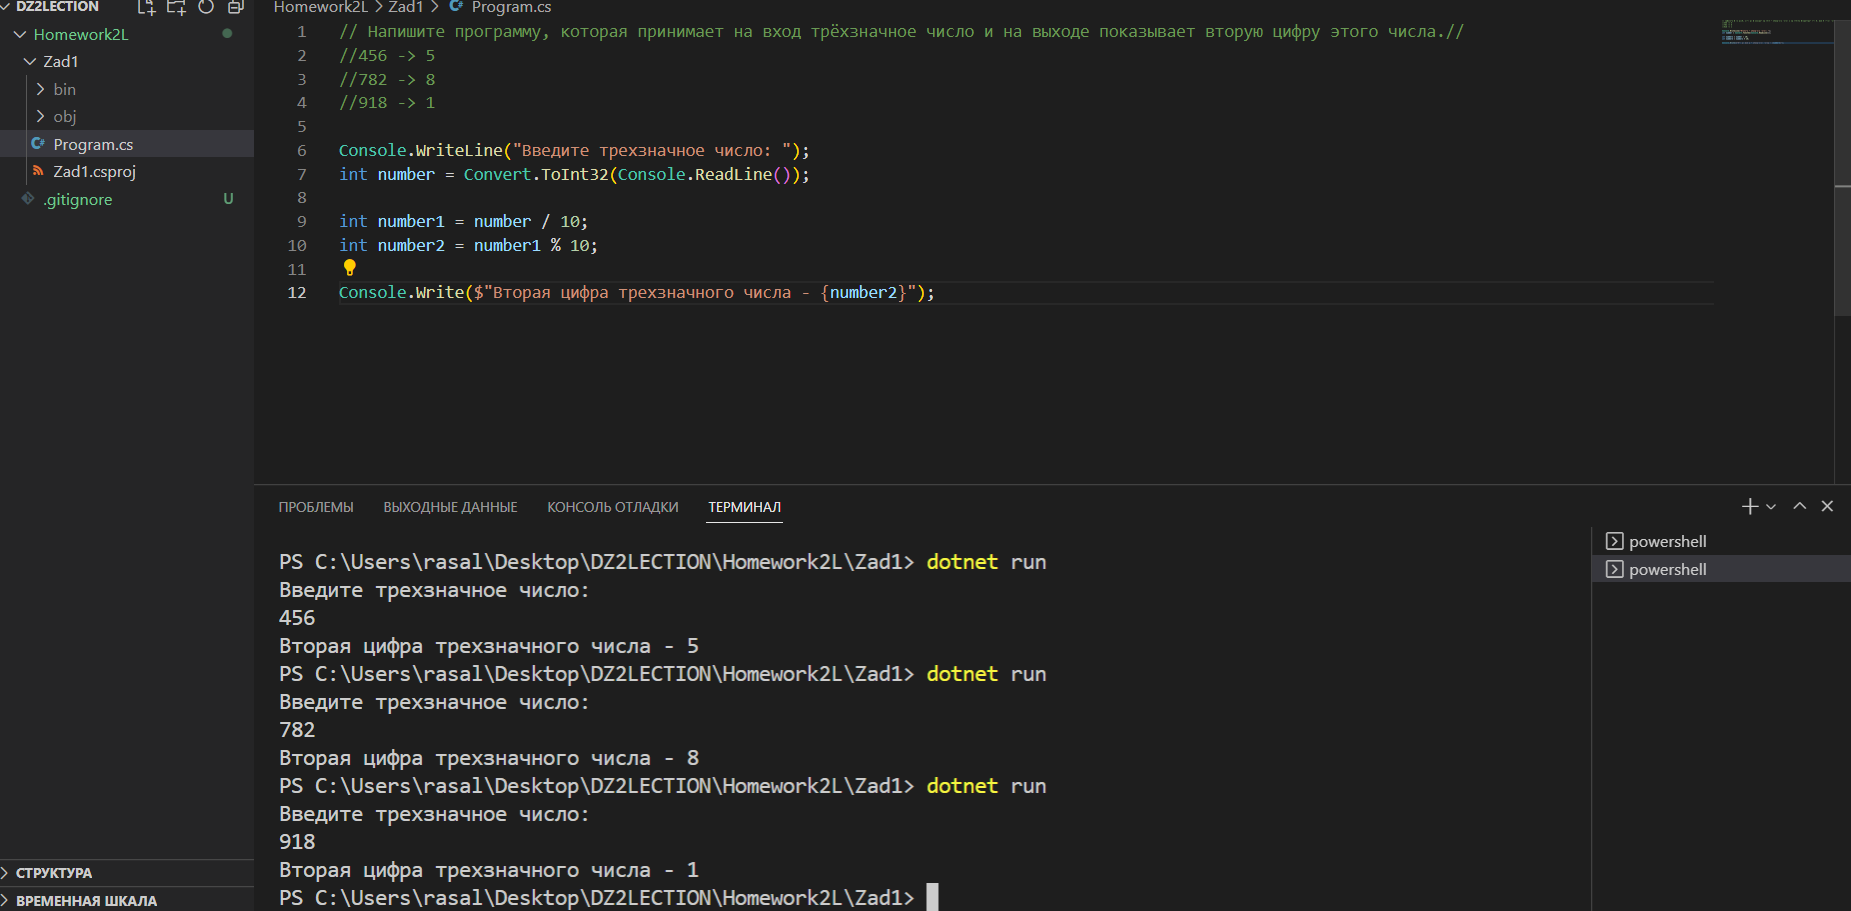 DZ2LECTION
Homework2L
Zad1
bin
obj
Program.cs
Zad1.csproj
.gitignore U
СТРУКТУРА
ВРЕМЕННАЯ ШКАЛА
Homework2L > Zad1 > Program.cs
1 // Напишите программу, которая принимает на вход трёхзначное число и на выходе показывает вторую цифру этого числа.//
2 //456 -> 5
3 //782 -> 8
4 //918 -> 1
5
6 Console.WriteLine("Введите трехзначное число: ");
7 int number = Convert.ToInt32(Console.ReadLine());
8
9 int number1 = number / 10;
10 int number2 = number1 % 10;
11
12 Console.Write($"Вторая цифра трехзначного числа - {number2}");
ПРОБЛЕМЫ ВЫХОДНЫЕ ДАННЫЕ КОНСОЛЬ ОТЛАДКИ ТЕРМИНАЛ
PS C:\Users\rasal\Desktop\DZ2LECTION\Homework2L\Zad1> dotnet run
Введите трехзначное число:
456
Вторая цифра трехзначного числа - 5
PS C:\Users\rasal\Desktop\DZ2LECTION\Homework2L\Zad1> dotnet run
Введите трехзначное число:
782
Вторая цифра трехзначного числа - 8
PS C:\Users\rasal\Desktop\DZ2LECTION\Homework2L\Zad1> dotnet run
Введите трехзначное число:
918
Вторая цифра трехзначного числа - 1
PS C:\Users\rasal\Desktop\DZ2LECTION\Homework2L\Zad1>
powershell
powershell